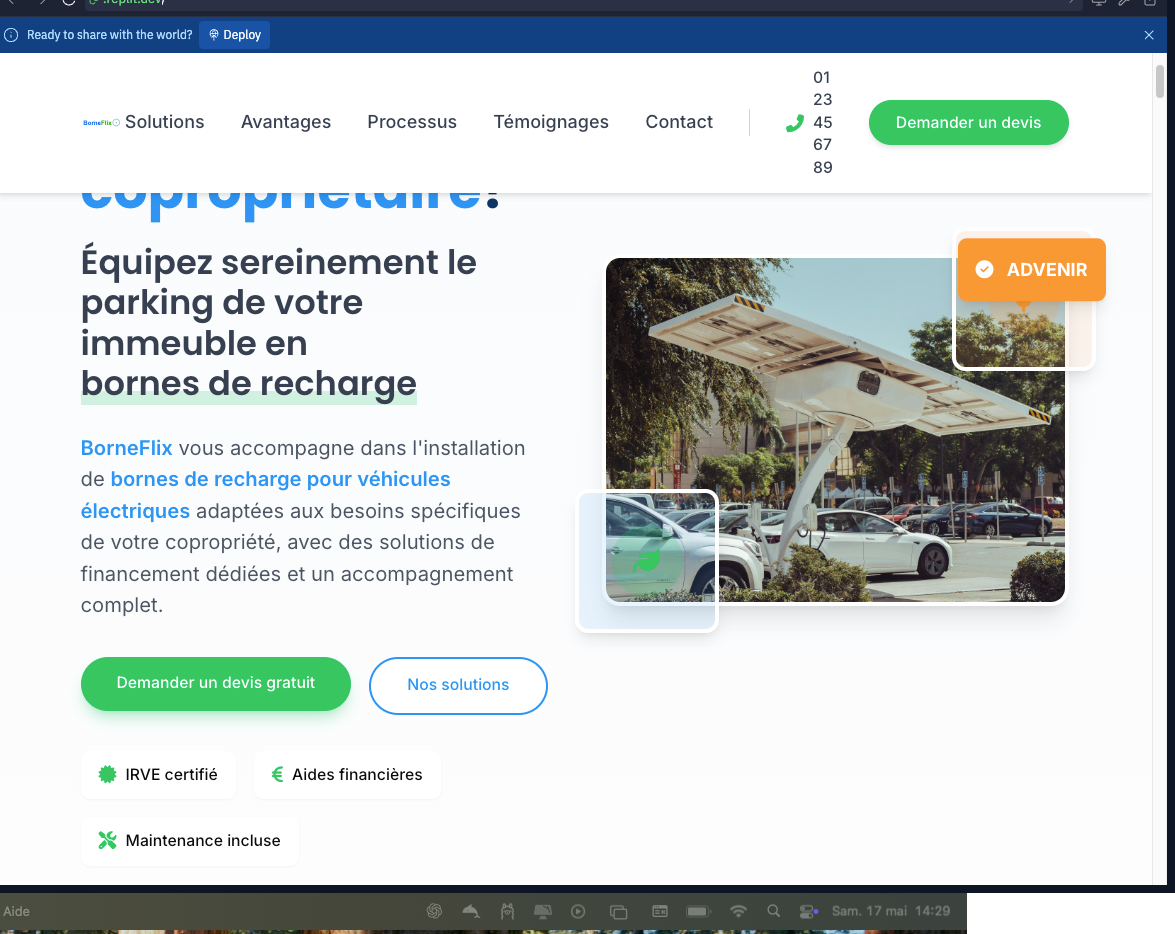 .replit.dev/
Ready to share with the world? Deploy
BorneFlix
Solutions
Avantages
Processus
Témoignages
Contact
01
23
45
67
89
Demander un devis
copropriétaire?
Équipez sereinement le
parking de votre
immeuble en
bornes de recharge
ADVENIR
BorneFlix vous accompagne dans l'installation
de bornes de recharge pour véhicules
électriques adaptées aux besoins spécifiques
de votre copropriété, avec des solutions de
financement dédiées et un accompagnement
complet.
Demander un devis gratuit
Nos solutions
IRVE certifié
Aides financières
Maintenance incluse
Aide
Sam. 17 mai 14:29